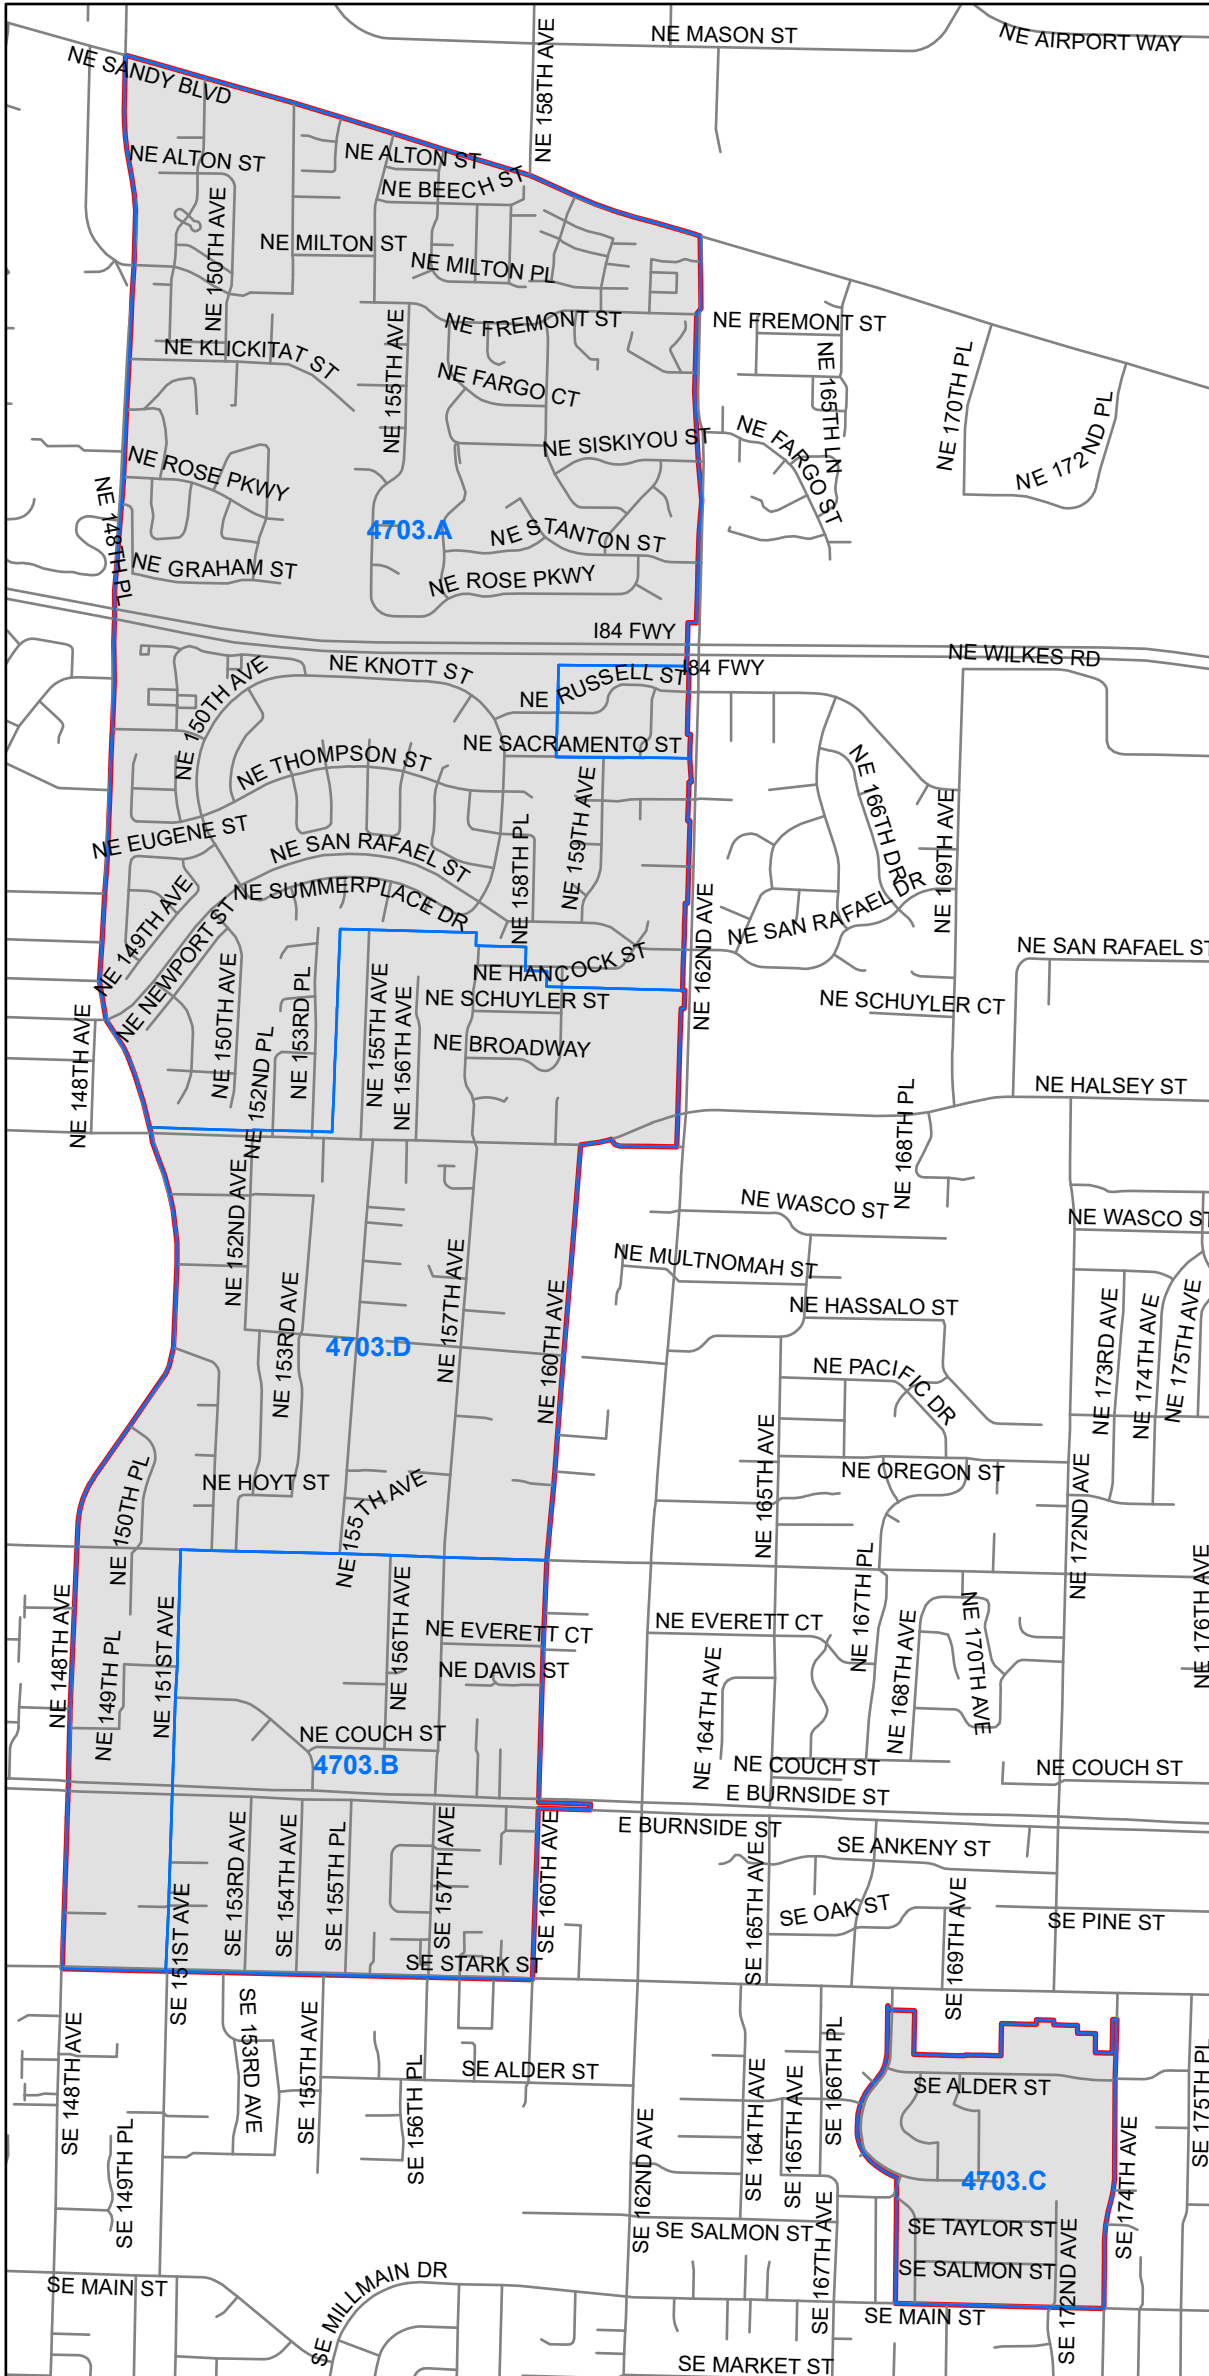 NE MASON ST
NE AIRPORT WAY
NE SANDY BLVD
NE 158TH AVE
NE ALTON ST
NE ALTON ST
NE BEECH ST
NE 150TH AVE
NE MILTON ST
NE MILTON PL
NE FREMONT ST
NE FREMONT ST
NE KLICKITAT ST
NE 155TH AVE
NE FARGO CT
NE 165TH LN
NE 170TH PL
NE 172ND PL
NE SISKIYOU ST
NE FARGO ST
NE ROSE PKWY
NE 148TH PL
4703.A
NE STANTON ST
NE GRAHAM ST
NE ROSE PKWY
I84 FWY
I84 FWY
NE WILKES RD
NE KNOTT ST
NE RUSSELL ST
NE 150TH AVE
NE SACRAMENTO ST
NE THOMPSON ST
NE 166TH DR
NE 169TH AVE
NE 159TH AVE
NE 158TH PL
NE EUGENE ST
NE SAN RAFAEL ST
NE SUMMERPLACE DR
NE 149TH AVE
NE NEWPORT ST
NE 162ND AVE
NE SAN RAFAEL DR
NE SAN RAFAEL ST
NE HANCOCK ST
NE SCHUYLER ST
NE SCHUYLER CT
NE 150TH AVE
NE 153RD PL
NE 155TH AVE
NE 156TH AVE
NE BROADWAY
NE 148TH AVE
NE 152ND PL
NE HALSEY ST
NE 168TH PL
NE 152ND AVE
NE WASCO ST
NE WASCO ST
NE MULTNOMAH ST
NE 157TH AVE
NE 153RD AVE
NE 160TH AVE
NE HASSALO ST
4703.D
NE PACIFIC DR
NE 173RD AVE
NE 174TH AVE
NE 175TH AVE
NE 165TH AVE
NE OREGON ST
NE HOYT ST
NE 150TH PL
NE 155TH AVE
NE 172ND AVE
NE 176TH AVE
NE 148TH AVE
NE 149TH PL
NE 151ST AVE
NE 156TH AVE
NE EVERETT CT
NE EVERETT CT
NE 167TH PL
NE 170TH AVE
NE DAVIS ST
NE 164TH AVE
NE 168TH AVE
NE COUCH ST
4703.B
NE COUCH ST
NE COUCH ST
E BURNSIDE ST
E BURNSIDE ST
SE 153RD AVE
SE 154TH AVE
SE 155TH PL
SE 157TH AVE
SE 160TH AVE
SE ANKENY ST
SE 165TH AVE
SE OAK ST
SE 169TH AVE
SE PINE ST
SE 151ST AVE
SE STARK ST
SE 148TH AVE
SE 153RD AVE
SE 155TH AVE
SE 156TH PL
SE ALDER ST
SE 164TH AVE
SE 165TH AVE
SE 166TH PL
SE ALDER ST
SE 174TH AVE
SE 175TH PL
SE 149TH PL
SE 162ND AVE
4703.C
SE SALMON ST
SE 167TH AVE
SE TAYLOR ST
SE SALMON ST
SE 172ND AVE
SE MAIN ST
SE MILLMAIN DR
SE MAIN ST
SE MARKET ST